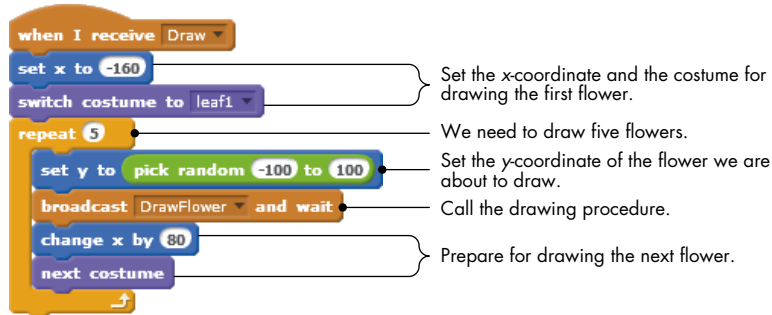 when I receive Draw
set x to -160
switch costume to leaf1
Set the x-coordinate and the costume for
drawing the first flower.
repeat 5
We need to draw five flowers.
set y to pick random -100 to 100
Set the y-coordinate of the flower we are
about to draw.
broadcast DrawFlower and wait
Call the drawing procedure.
change x by 80
next costume
Prepare for drawing the next flower.